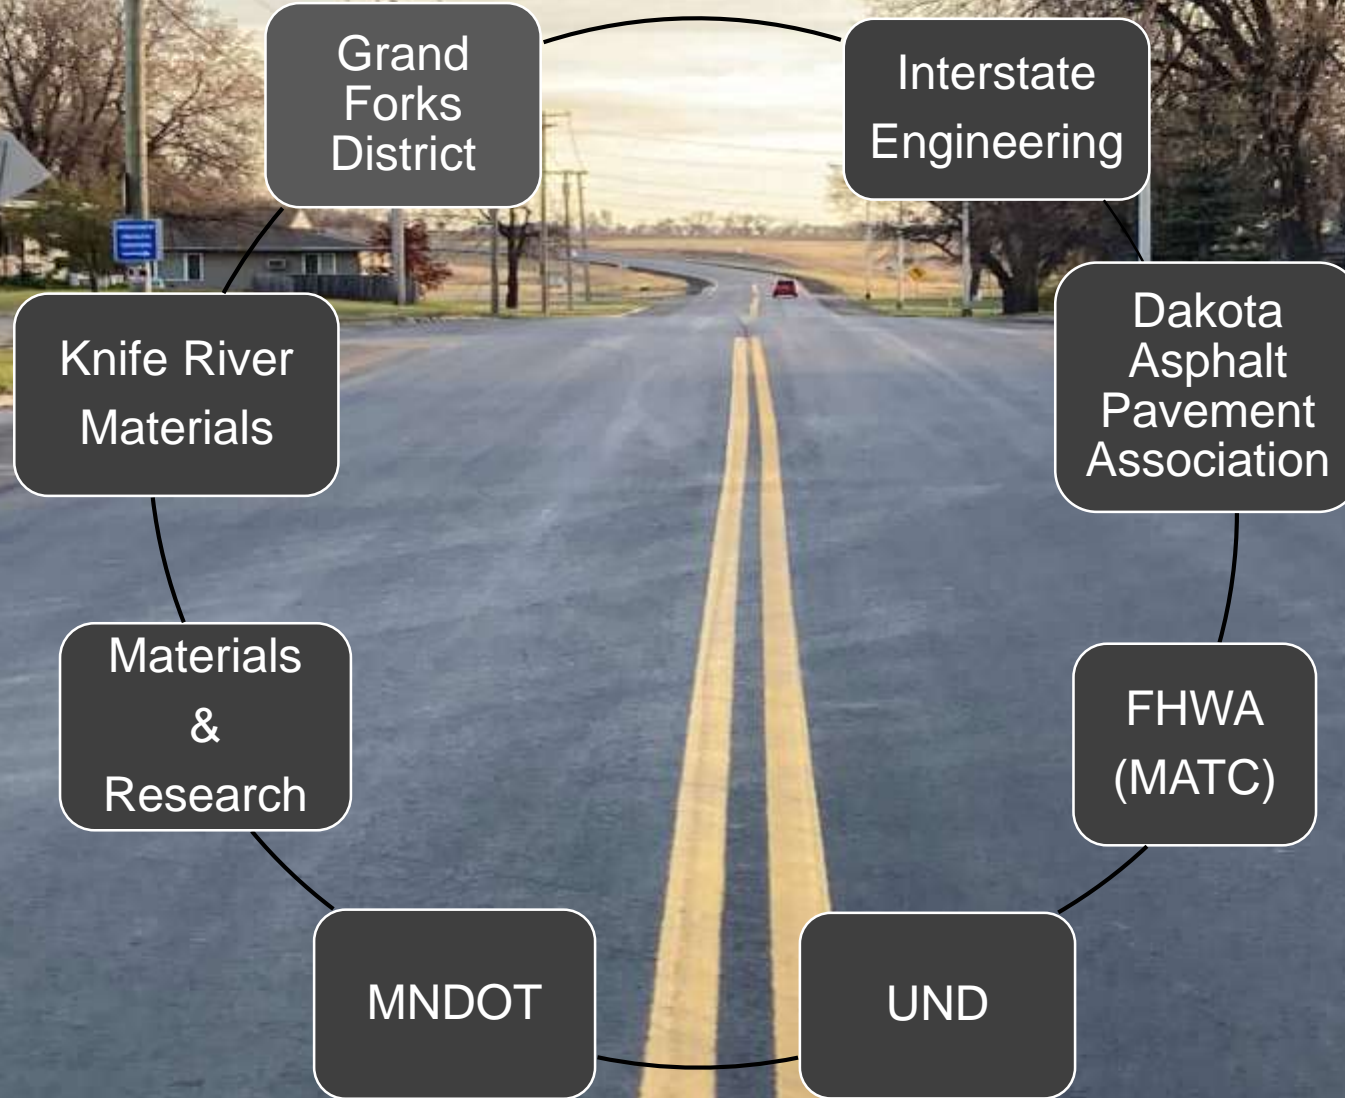 Grand
Forks
District
Interstate
Engineering
Dakota
Asphalt
Pavement
Association
FHWA
(MATC)
UND
MNDOT
Materials
&
Research
Knife River
Materials